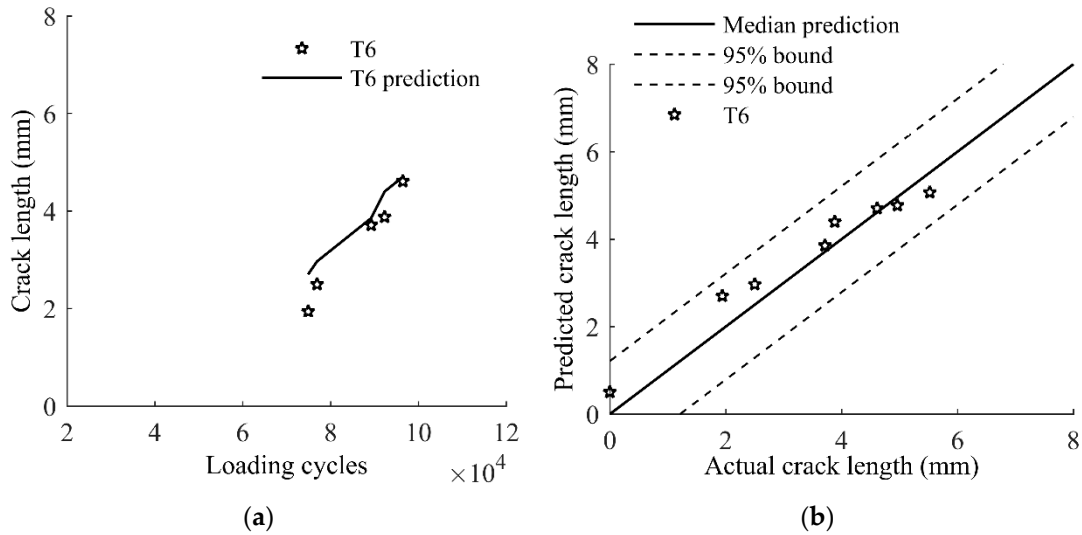 T6
T6 prediction
Crack length (mm)
8
6
4
2
0
2
4
6
8
10
12
Loading cycles
×10⁴
(a)
Median prediction
95% bound
95% bound
T6
Predicted crack length (mm)
8
6
4
2
0
0
2
4
6
8
Actual crack length (mm)
(b)